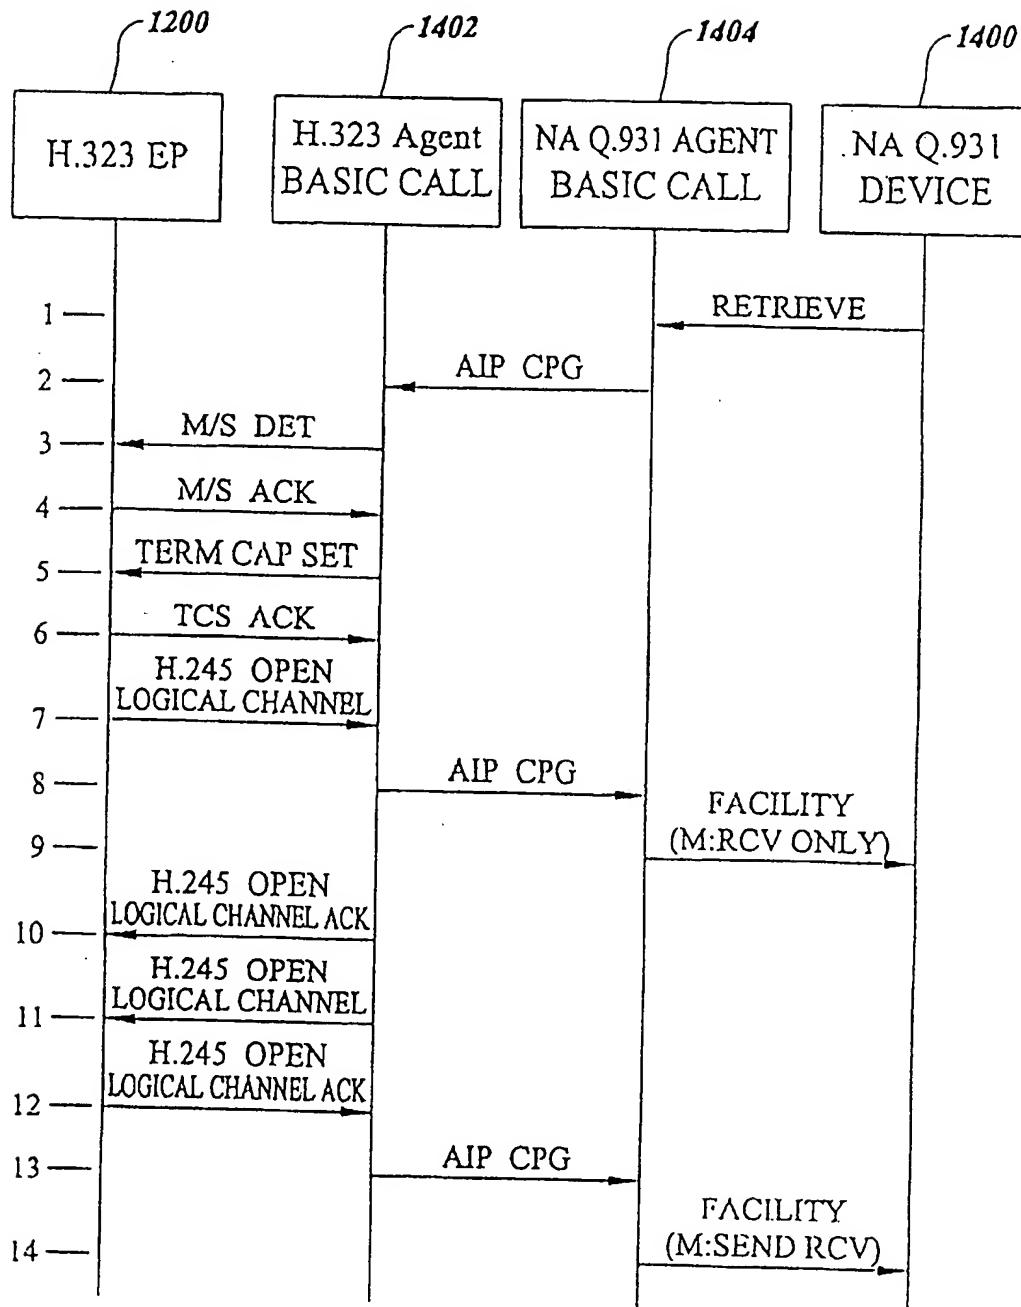 1200
1402
1404
1400
H.323 EP
H.323 Agent
BASIC CALL
NA Q.931 AGENT
BASIC CALL
NA Q.931
DEVICE
1
RETRIEVE
2
AIP CPG
3
M/S DET
4
M/S ACK
5
TERM CAP SET
6
TCS ACK
H.245 OPEN
LOGICAL CHANNEL
7
8
AIP CPG
FACILITY
(M:RCV ONLY)
9
H.245 OPEN
LOGICAL CHANNEL ACK
10
H.245 OPEN
LOGICAL CHANNEL
11
H.245 OPEN
LOGICAL CHANNEL ACK
12
13
AIP CPG
FACILITY
(M:SEND RCV)
14